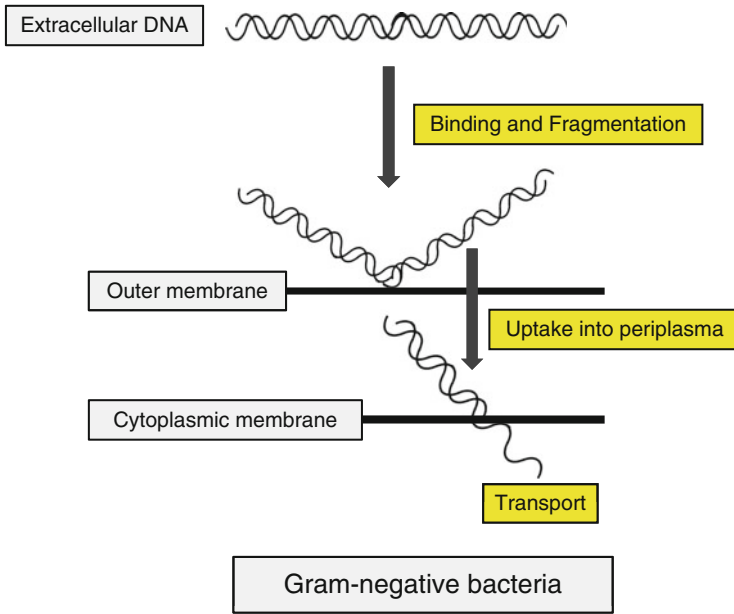 Extracellular DNA
Binding and Fragmentation
Outer membrane
Uptake into periplasma
Cytoplasmic membrane
Transport
Gram-negative bacteria